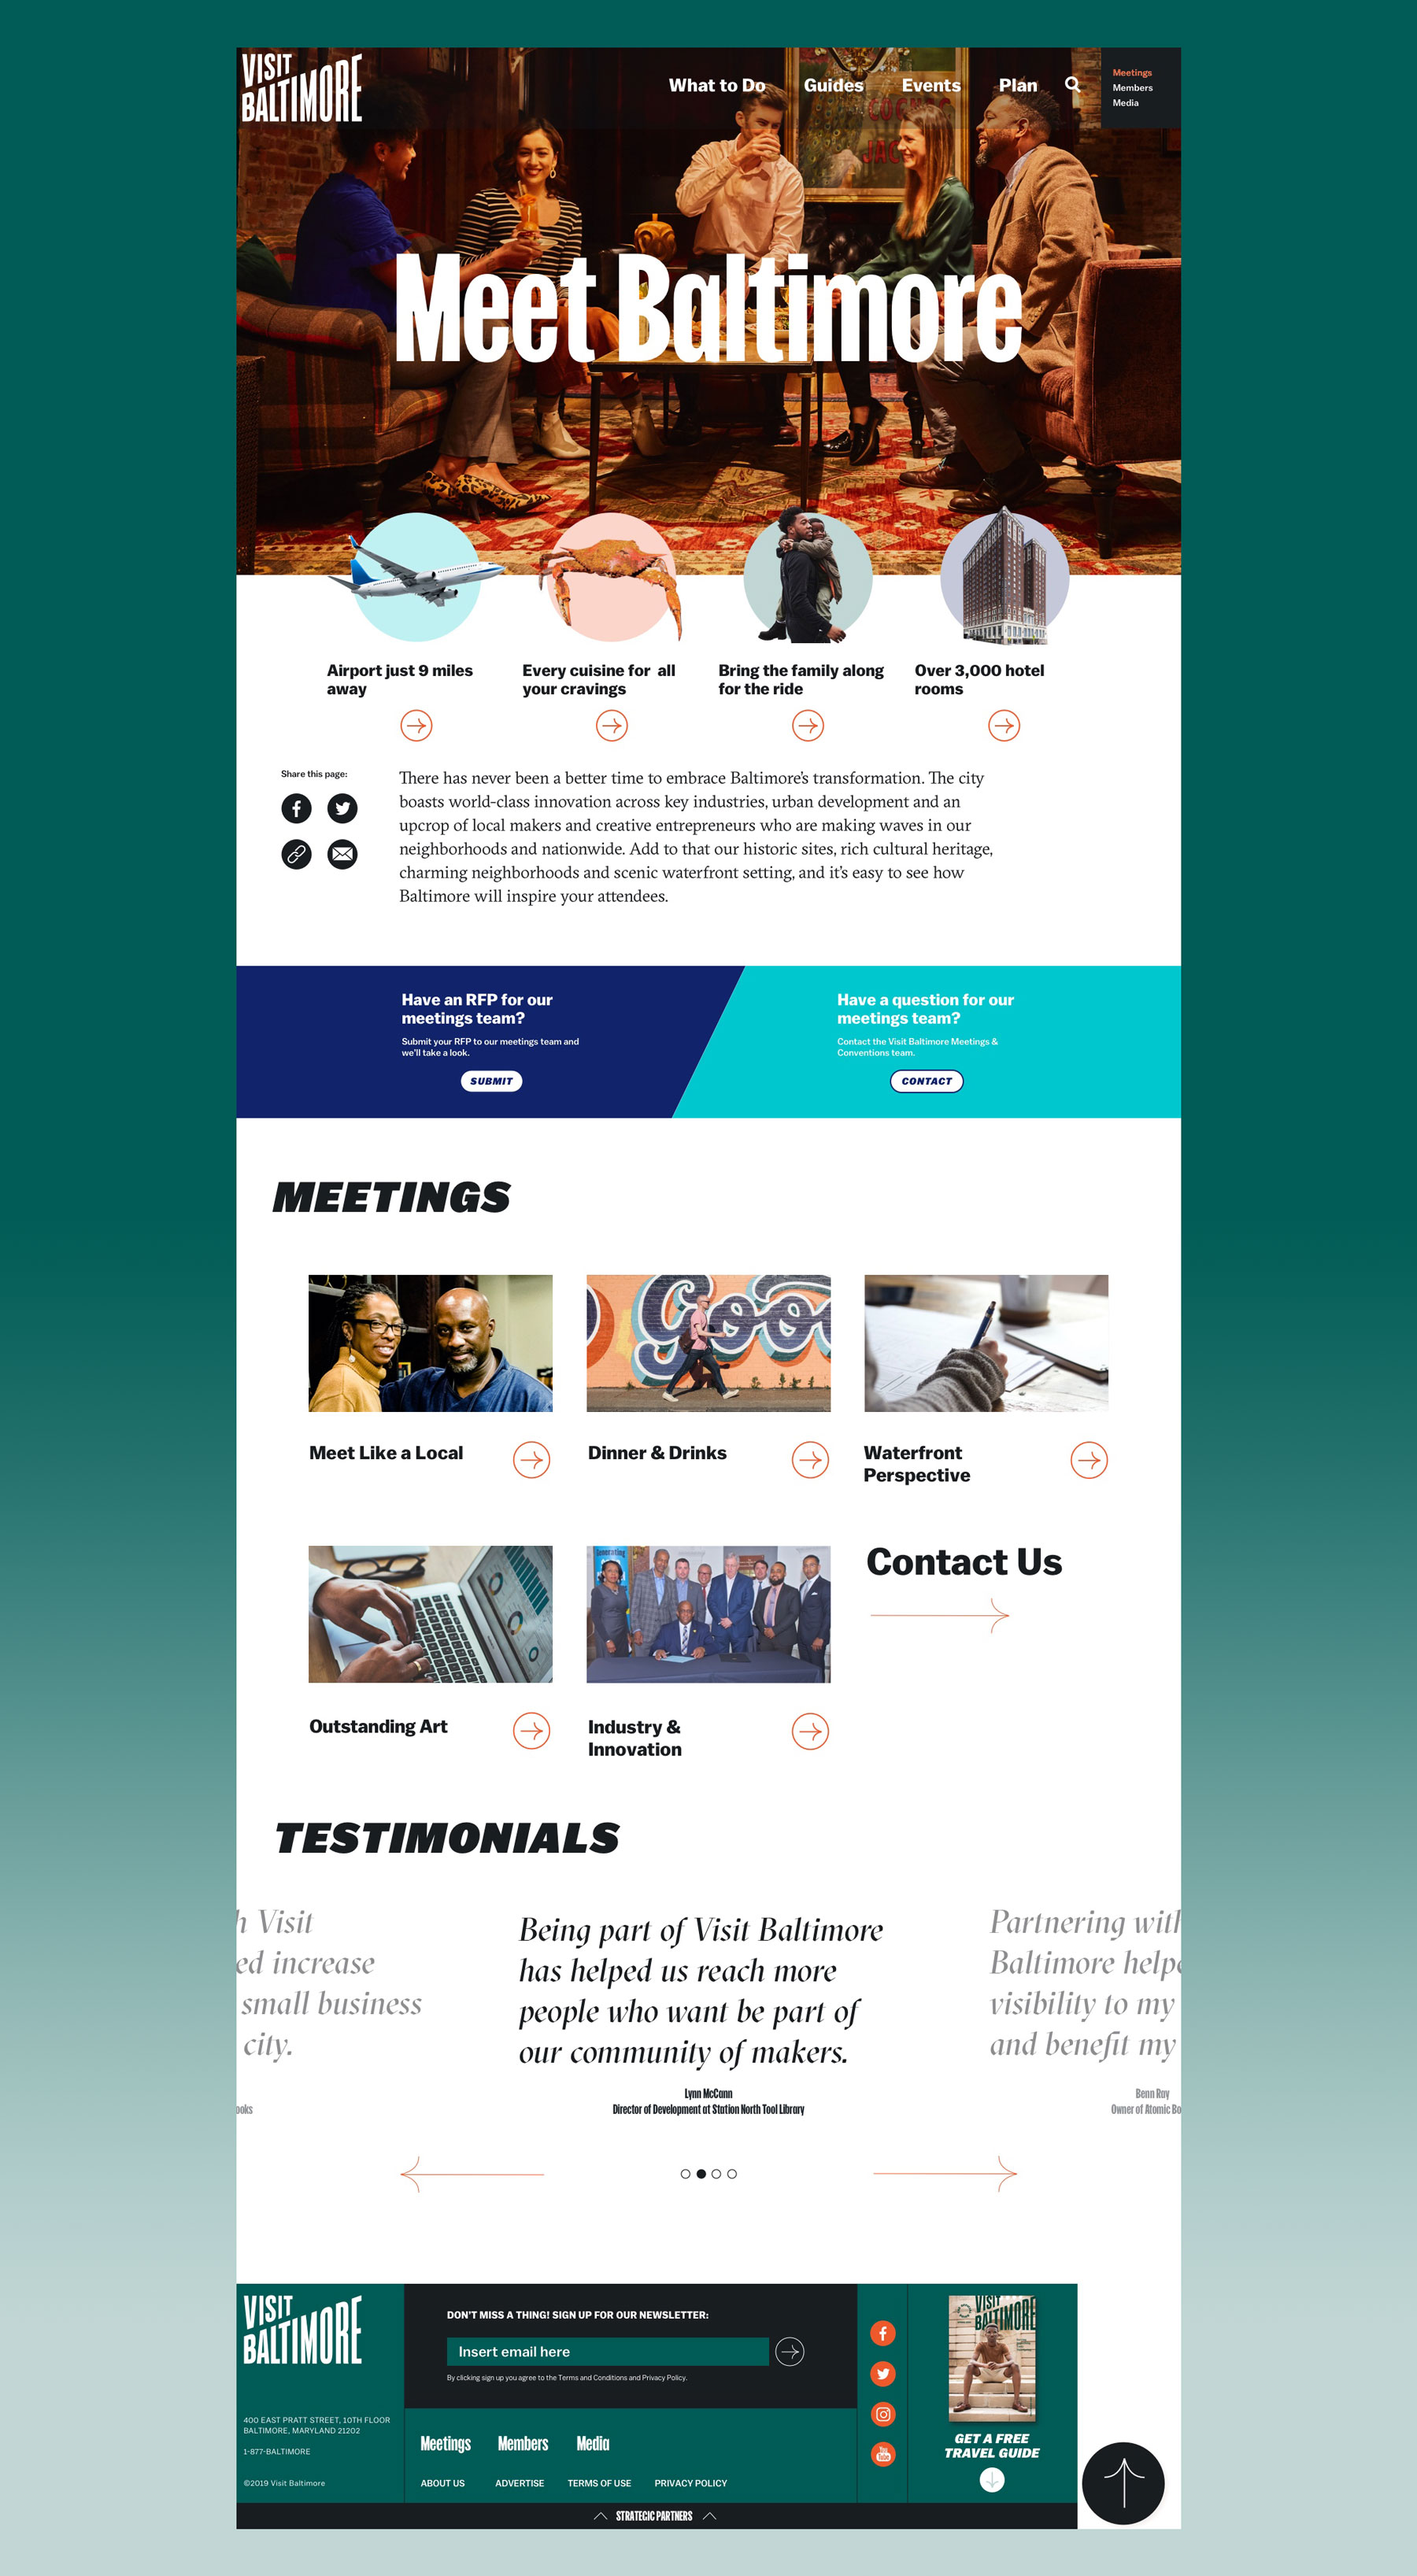 VISIT
BALTIMORE
What to Do
Guides
Events
Plan
Meetings
Members
Media
COGNAC
JAC
Meet Baltimore
Airport just 9 miles
away
Every cuisine for all
your cravings
Bring the family along
for the ride
Over 3,000 hotel
rooms
Share this page:
There has never been a better time to embrace Baltimore's transformation. The city
boasts world-class innovation across key industries, urban development and an
upcrop of local makers and creative entrepreneurs who are making waves in our
neighborhoods and nationwide. Add to that our historic sites, rich cultural heritage,
charming neighborhoods and scenic waterfront setting, and it's easy to see how
Baltimore will inspire your attendees.
Have an RFP for our
meetings team?
Submit your RFP to our meetings team and
we'll take a look.
SUBMIT
Have a question for our
meetings team?
Contact the Visit Baltimore Meetings &
Conventions team.
CONTACT
MEETINGS
Goo
Meet Like a Local
Dinner & Drinks
Waterfront
Perspective
Contact Us
Outstanding Art
Industry &
Innovation
TESTIMONIALS
h Visit
ed increase
small business
city.
ooks
Being part of Visit Baltimore
has helped us reach more
people who want be part of
our community of makers.
Lynn McCann
Director of Development at Station North Tool Library
Partnering with
Baltimore helpe
visibility to my
and benefit my
Benn Ray
Owner of Atomic Bo
VISIT
BALTIMORE
400 EAST PRATT STREET, 10TH FLOOR
BALTIMORE, MARYLAND 21202
1-877-BALTIMORE
©2019 Visit Baltimore
DON'T MISS A THING! SIGN UP FOR OUR NEWSLETTER:
Insert email here
By clicking sign up you agree to the Terms and Conditions and Privacy Policy.
Meetings
Members
Media
ABOUT US
ADVERTISE
TERMS OF USE
PRIVACY POLICY
You
Tube
VISIT
BALTIMORE
GET A FREE
TRAVEL GUIDE
STRATEGIC PARTNERS